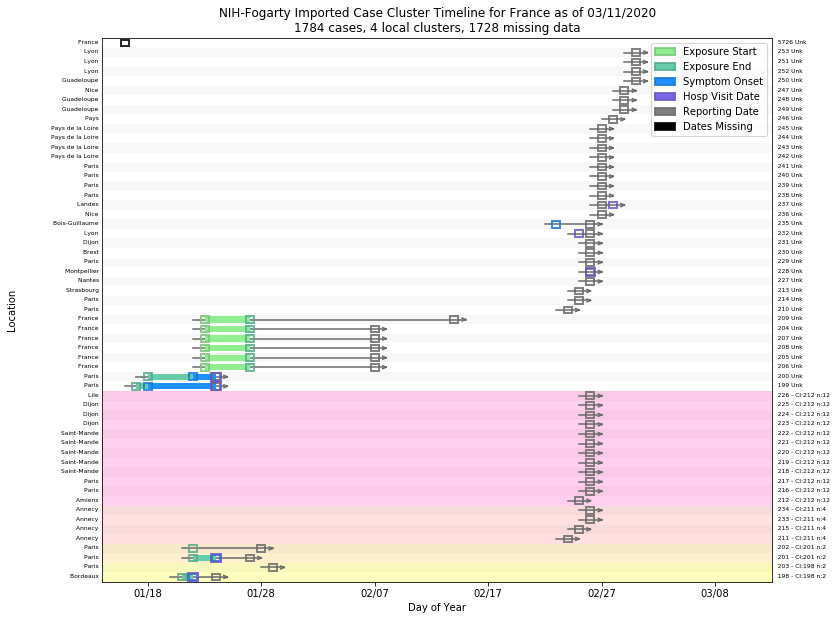 NIH-Fogarty Imported Case Cluster Timeline for France as of 03/11/2020
1784 cases, 4 local clusters, 1728 missing data
Exposure Start
Exposure End
Symptom Onset
Hosp Visit Date
Reporting Date
Dates Missing
France 5726 Unk
Lyon 253 Unk
Lyon 251 Unk
Lyon 252 Unk
Guadeloupe 250 Unk
Nice 247 Unk
Guadeloupe 248 Unk
Guadeloupe 249 Unk
Pays 246 Unk
Pays de la Loire 245 Unk
Pays de la Loire 244 Unk
Pays de la Loire 243 Unk
Pays de la Loire 242 Unk
Paris 241 Unk
Paris 240 Unk
Paris 239 Unk
Paris 238 Unk
Landes 237 Unk
Nice 236 Unk
Bois-Guillaume 235 Unk
Lyon 232 Unk
Dijon 231 Unk
Brest 230 Unk
Paris 229 Unk
Montpellier 228 Unk
Nantes 227 Unk
Strasbourg 213 Unk
Paris 214 Unk
Paris 210 Unk
France 209 Unk
France 204 Unk
France 207 Unk
France 208 Unk
France 205 Unk
France 206 Unk
Paris 200 Unk
Paris 199 Unk
Lile 226 - Cl:212 n:12
Dijon 225 - Cl:212 n:12
Dijon 224 - Cl:212 n:12
Dijon 223 - Cl:212 n:12
Saint-Mande 222 - Cl:212 n:12
Saint-Mande 221 - Cl:212 n:12
Saint-Mande 220 - Cl:212 n:12
Saint-Mande 219 - Cl:212 n:12
Saint-Mande 218 - Cl:212 n:12
Paris 217 - Cl:212 n:12
Paris 216 - Cl:212 n:12
Amiens 212 - Cl:212 n:12
Annecy 234 - Cl:211 n:4
Annecy 233 - Cl:211 n:4
Annecy 215 - Cl:211 n:4
Annecy 211 - Cl:211 n:4
Paris 202 - Cl:201 n:2
Paris 201 - Cl:201 n:2
Paris 203 - Cl:198 n:2
Bordeaux 198 - Cl:198 n:2
Location
01/18 01/28 02/07 02/17 02/27 03/08
Day of Year